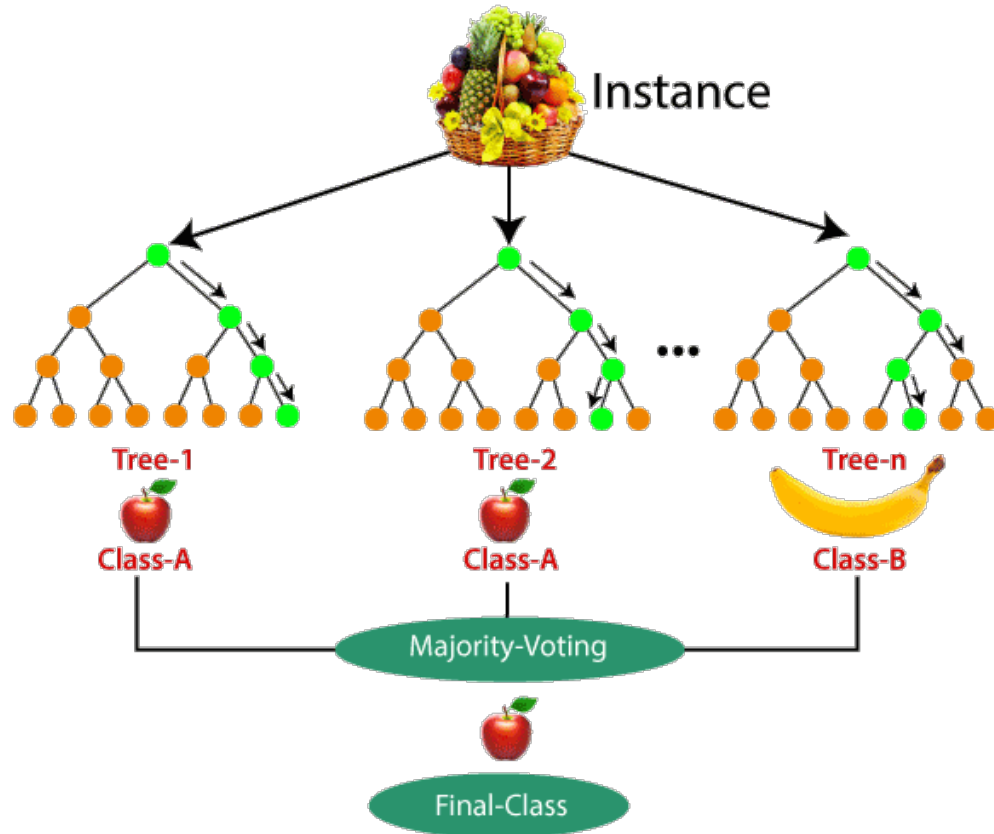 Instance
...
Tree-1
Tree-2
Tree-n
Class-A
Class-A
Class-B
Majority-Voting
Final-Class